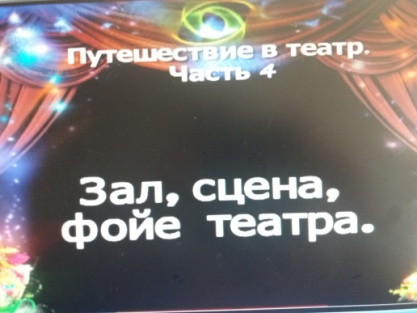 Путешествие в театр.
Часть 4
Зал, сцена,
фойе театра.